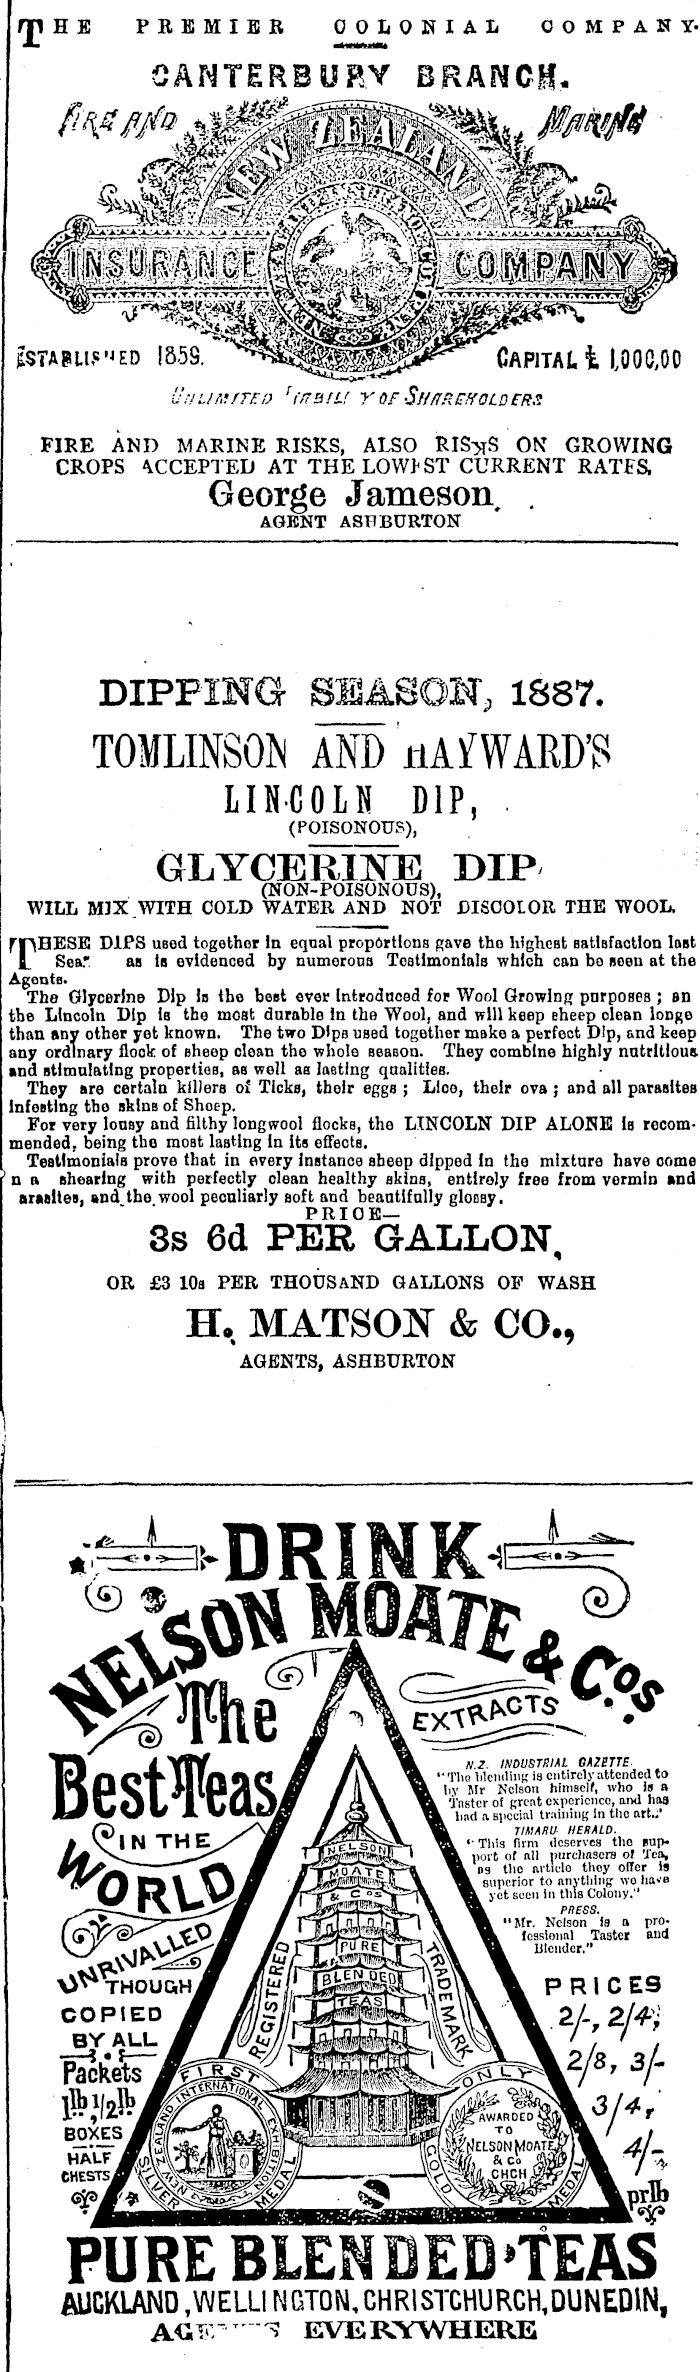 THE PREMIER COLONIAL COMPANY.
CANTERBURY BRANCH.
FIRE AND MARINE
NEW ZEALAND
INSURANCE COMPANY
ESTABLISHED 1859. CAPITAL £ 1,000,00
UNLIMITED LIABILITY OF SHAREHOLDERS
FIRE AND MARINE RISKS, ALSO RISKS ON GROWING
CROPS ACCEPTED AT THE LOWEST CURRENT RATES.
George Jameson.
AGENT ASHBURTON
DIPPING SEASON, 1887.
TOMLINSON AND HAYWARD'S
LINCOLN DIP,
(POISONOUS),
GLYCERINE DIP
(NON-POISONOUS),
WILL MIX WITH COLD WATER AND NOT DISCOLOR THE WOOL.
THESE DIPS used together in equal proportions gave the highest satisfaction last
Sea as is evidenced by numerous Testimonials which can be seen at the
Agents.
The Glycerine Dip is the best ever introduced for Wool Growing purposes ; an
the Lincoln Dip is the most durable in the Wool, and will keep sheep clean longe
than any other yet known. The two Dips used together make a perfect Dip, and keep
any ordinary flock of sheep clean the whole season. They combine highly nutritious
and stimulating properties, as well as lasting qualities.
They are certain killers of Ticks, their eggs ; Lice, their ova ; and all parasites
infesting the skins of Sheep.
For very lousy and filthy longwool flocks, the LINCOLN DIP ALONE is recom-
mended, being the most lasting in its effects.
Testimonials prove that in every instance sheep dipped in the mixture have come
n a shearing with perfectly clean healthy skins, entirely free from vermin and
arasites, and the wool peculiarly soft and beautifully glossy.
PRICE—
3s 6d PER GALLON,
OR £3 10s PER THOUSAND GALLONS OF WASH
H. MATSON & CO.,
AGENTS, ASHBURTON
DRINK
NELSON MOATE & Cos.
The
Best Teas
IN THE
WORLD
UNRIVALLED
THOUGH
COPIED
BY ALL
Packets
1lb, 1/2lb
BOXES
HALF
CHESTS
EXTRACTS
N.Z. INDUSTRIAL GAZETTE.
"The blending is entirely attended to
by Mr Nelson himself, who is a
Taster of great experience, and has
had a special training in the art."
TIMARU HERALD.
"This firm deserves the sup-
port of all purchasers of Tea,
as the article they offer is
superior to anything we have
yet seen in this Colony."
PRESS.
"Mr. Nelson is a pro-
fessional Taster and
Blender."
PRICES
2/-, 2/4,
2/8, 3/-
3/4,
4/-
pr lb
NELSON
MOATE
& Cos
PURE
BLENDED
TEAS
REGISTERED
TRADE MARK
FIRST
SILVER MEDAL
NEW ZEALAND INTERNATIONAL EXHIBITION
ONLY
GOLD MEDAL
AWARDED
TO
NELSON MOATE
& Co
CHCH
PURE BLENDED TEAS
AUCKLAND, WELLINGTON, CHRISTCHURCH, DUNEDIN,
AGENTS EVERYWHERE